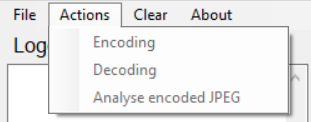 File Actions Clear About
Log
Encoding
Decoding
Analyse encoded JPEG